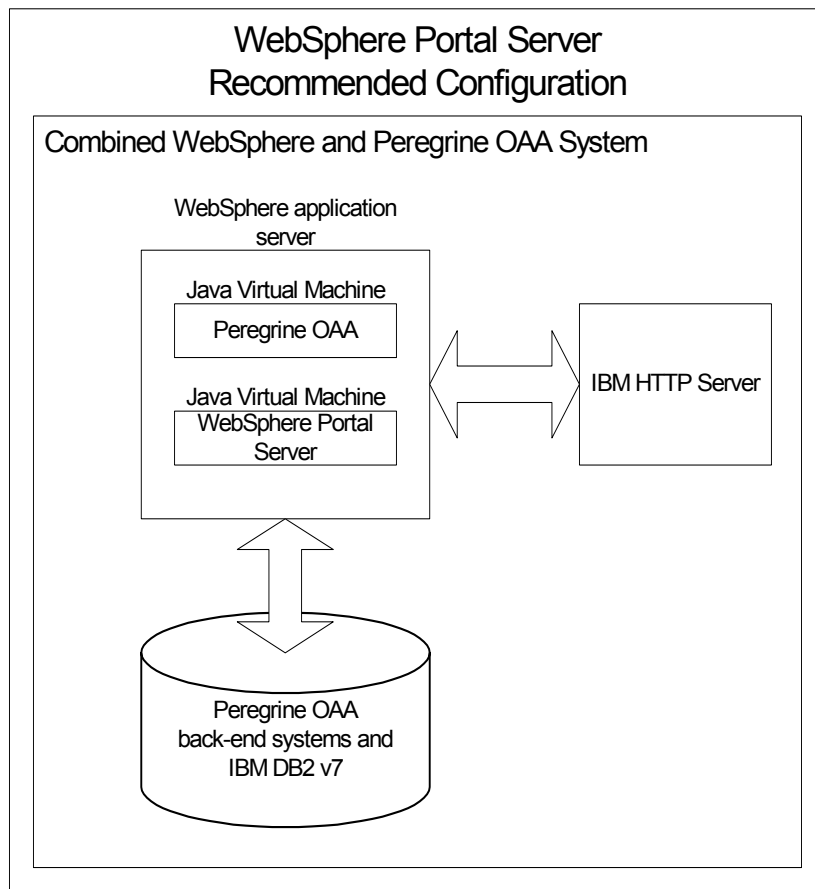 WebSphere Portal Server
Recommended Configuration
Combined WebSphere and Peregrine OAA System
WebSphere application
server
Java Virtual Machine
Peregrine OAA
Java Virtual Machine
WebSphere Portal
Server
IBM HTTP Server
Peregrine OAA
back-end systems and
IBM DB2 v7